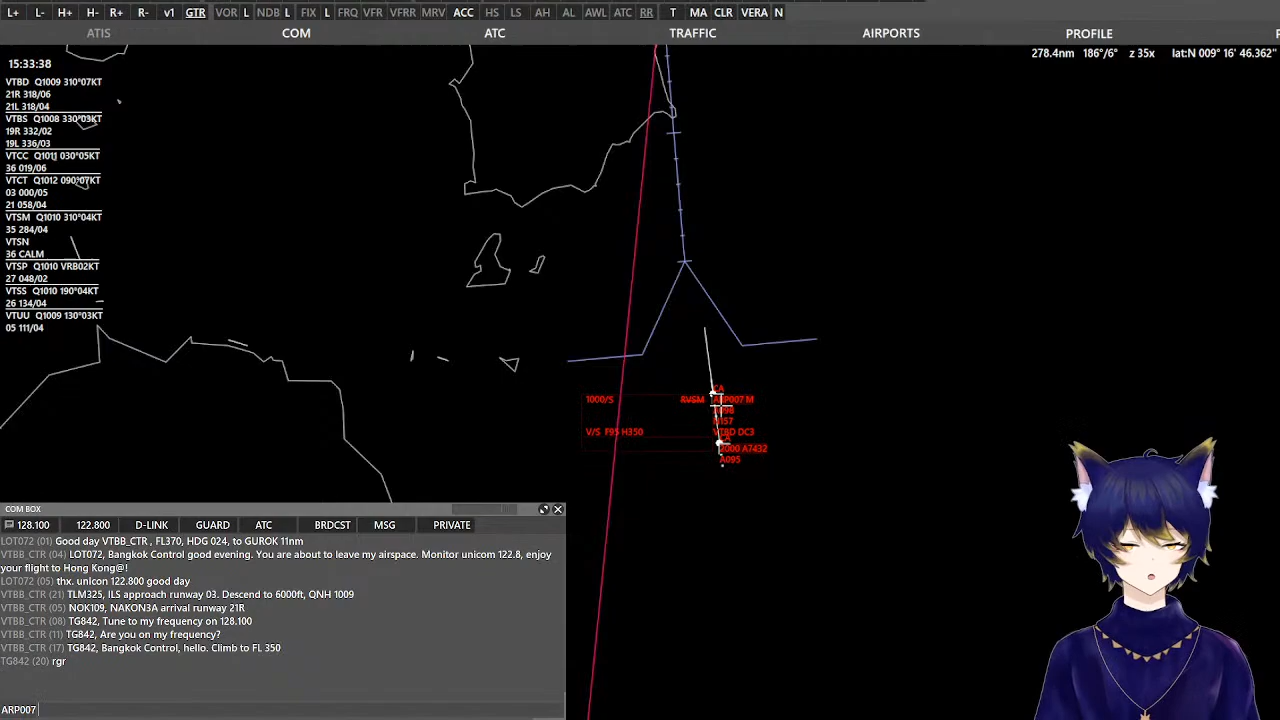 L+ L- H+ H- R+ R- v1 GTR VOR L NDB L FIX L FRQ VFR VFRR MRV ACC HS LS AH AL AWL ATC RR T MA CLR VERA N
ATIS COM ATC TRAFFIC AIRPORTS PROFILE
278.4nm 186°/6° z 35x lat:N 009° 16' 46.362"
15:33:38
VTBD Q1009 310°07KT
21R 318/06
21L 318/04
VTBS Q1008 330°03KT
19R 332/02
19L 336/03
VTCC Q1011 030°05KT
36 019/06
VTCT Q1012 090°07KT
03 000/05
21 058/04
VTSM Q1010 310°04KT
35 284/04
VTSN
36 CALM
VTSP Q1010 VRB02KT
27 048/02
VTSS Q1010 190°04KT
26 134/04
VTUU Q1009 130°03KT
05 111/04
CA
1000/S RVSM ARP007 M
V/S F95 H350 VTBD DC3
2000 A7432
A095
COM BOX
128.100 122.800 D-LINK GUARD ATC BRDCST MSG PRIVATE
LOT072 (01) Good day VTBB_CTR , FL370, HDG 024, to GUROK 11nm
VTBB_CTR (04) LOT072, Bangkok Control good evening. You are about to leave my airspace. Monitor unicom 122.8, enjoy
your flight to Hong Kong@!
LOT072 (05) thx. unicon 122.800 good day
VTBB_CTR (21) TLM325, ILS approach runway 03. Descend to 6000ft, QNH 1009
VTBB_CTR (05) NOK109, NAKON3A arrival runway 21R
VTBB_CTR (08) TG842, Tune to my frequency on 128.100
VTBB_CTR (11) TG842, Are you on my frequency?
VTBB_CTR (17) TG842, Bangkok Control, hello. Climb to FL 350
TG842 (20) rgr
ARP007